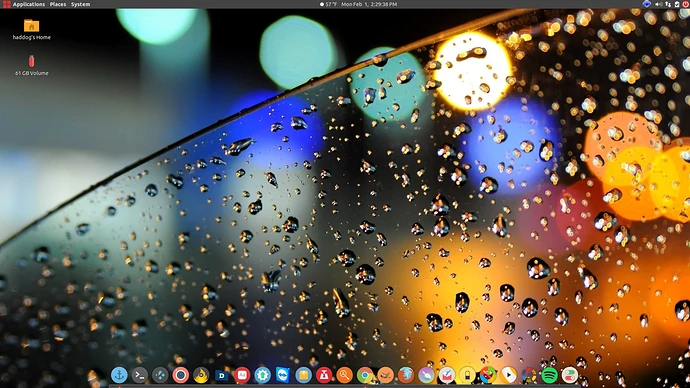 Applications Places System
57 °F Mon Feb 1, 2:29:38 PM
haddog's Home
61 GB Volume